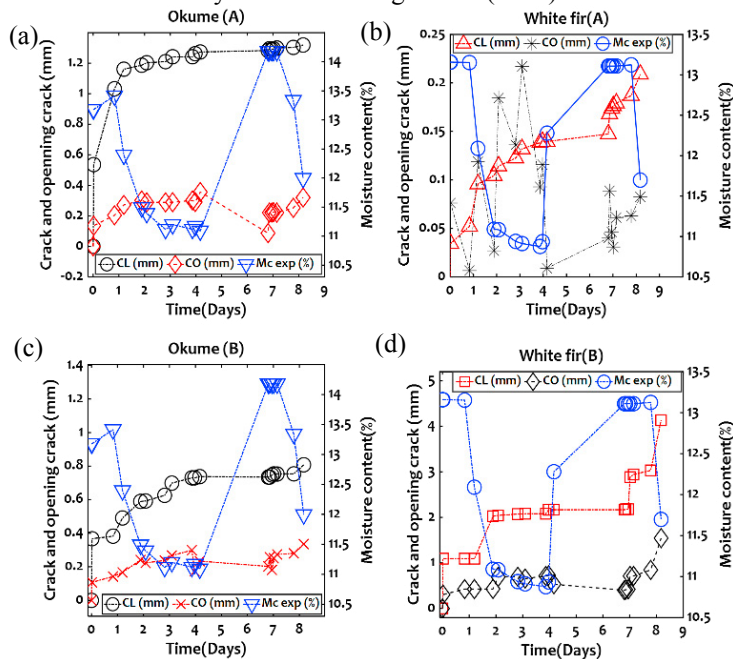 (a)
Okume (A)
Crack and openning crack (mm)
1.2
1
0.8
0.6
0.4
0.2
0
-0.2
CL (mm) CO (mm) Mc exp (%)
14
13.5
13
12.5
12
11.5
11
10.5
Moisture content(%)
0 1 2 3 4 5 6 7 8 9
Time(Days)
(b)
White fir(A)
Crack and opening crack (mm)
0.25
0.2
0.15
0.1
0.05
0
CL (mm) CO (mm) Mc exp (%)
13.5
13
12.5
12
11.5
11
10.5
Moisture content(%)
0 1 2 3 4 5 6 7 8 9
Time(Days)
(c)
Okume (B)
Crack and opening crack (mm)
1.4
1.2
1
0.8
0.6
0.4
0.2
0
CL (mm) CO (mm) Mc exp (%)
14
13.5
13
12.5
12
11.5
11
10.5
Moisture content(%)
0 1 2 3 4 5 6 7 8 9
Time(Days)
(d)
White fir(B)
Crack and opening crack (mm)
5
4
3
2
1
0
CL (mm) CO (mm) Mc exp (%)
13.5
13
12.5
12
11.5
11
10.5
Moisture content(%)
0 1 2 3 4 5 6 7 8 9
Time(Days)